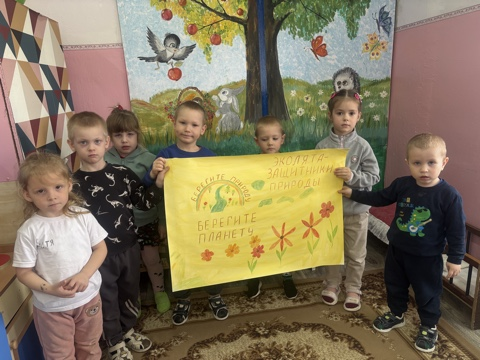 БЕРЕГИТЕ ПРИРОДУ
БЕРЕГИТЕ
ПЛАНЕТУ
ЭКОЛЯТА-
ЗАЩИТНИКИ
ПРИРОДЫ